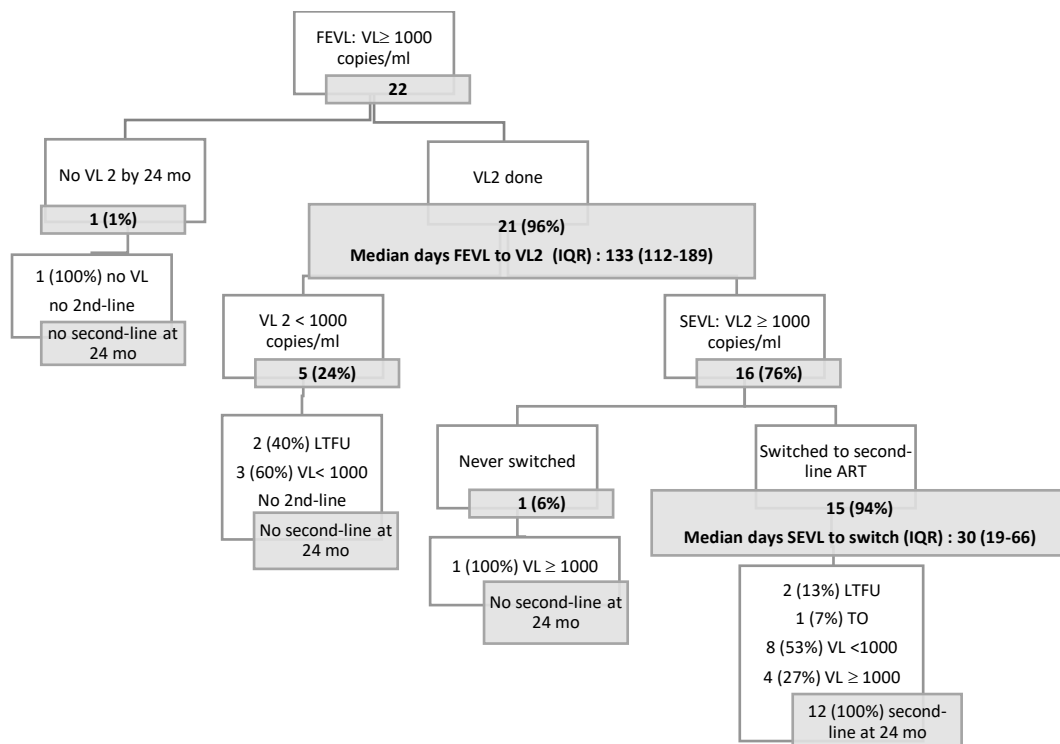 FEVL: VL≥ 1000
copies/ml
22
No VL 2 by 24 mo
1 (1%)
VL2 done
21 (96%)
Median days FEVL to VL2 (IQR) : 133 (112-189)
1 (100%) no VL
no 2nd-line
no second-line at
24 mo
VL 2 < 1000
copies/ml
5 (24%)
SEVL: VL2 ≥ 1000
copies/ml
16 (76%)
2 (40%) LTFU
3 (60%) VL< 1000
No 2nd-line
No second-line at
24 mo
Never switched
1 (6%)
Switched to second-
line ART
15 (94%)
Median days SEVL to switch (IQR) : 30 (19-66)
1 (100%) VL ≥ 1000
No second-line at
24 mo
2 (13%) LTFU
1 (7%) TO
8 (53%) VL <1000
4 (27%) VL ≥ 1000
12 (100%) second-
line at 24 mo